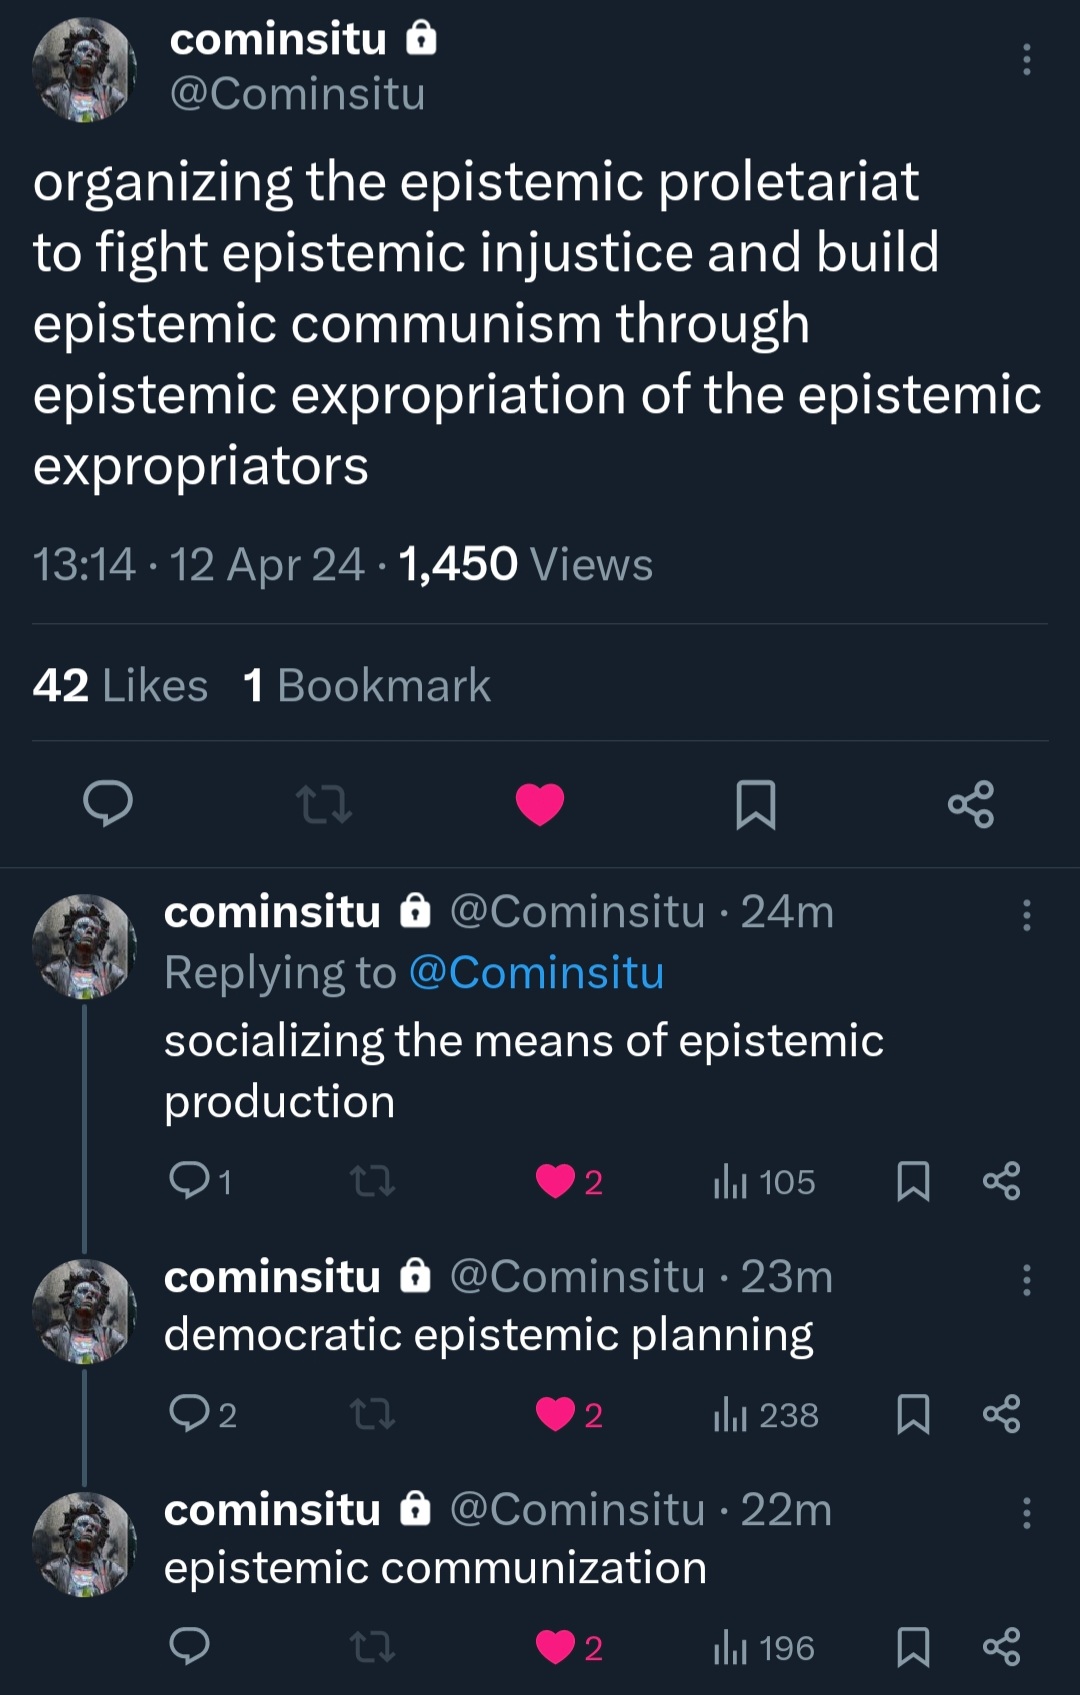 cominsitu
@Cominsitu
organizing the epistemic proletariat
to fight epistemic injustice and build
epistemic communism through
epistemic expropriation of the epistemic
expropriators
13:14 · 12 Apr 24 · 1,450 Views
42 Likes 1 Bookmark
cominsitu @Cominsitu · 24m
Replying to @Cominsitu
socializing the means of epistemic
production
1 2 105
cominsitu @Cominsitu · 23m
democratic epistemic planning
2 2 238
cominsitu @Cominsitu · 22m
epistemic communization
2 196